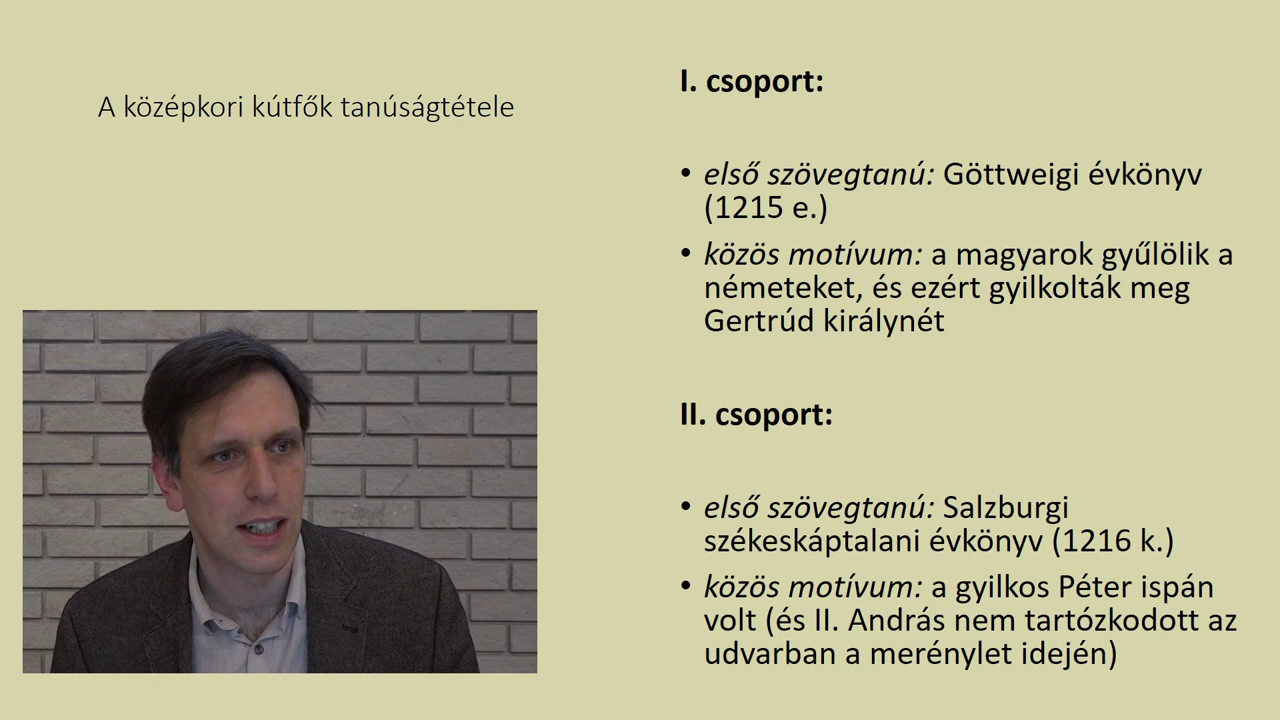 A középkori kútfők tanúságtétele
I. csoport:
• első szövegtanú: Göttweigi évkönyv
(1215 e.)
• közös motívum: a magyarok gyűlölik a
németeket, és ezért gyilkolták meg
Gertrúd királynét
II. csoport:
• első szövegtanú: Salzburgi
székeskáptalani évkönyv (1216 k.)
• közös motívum: a gyilkos Péter ispán
volt (és II. András nem tartózkodott az
udvarban a merénylet idején)